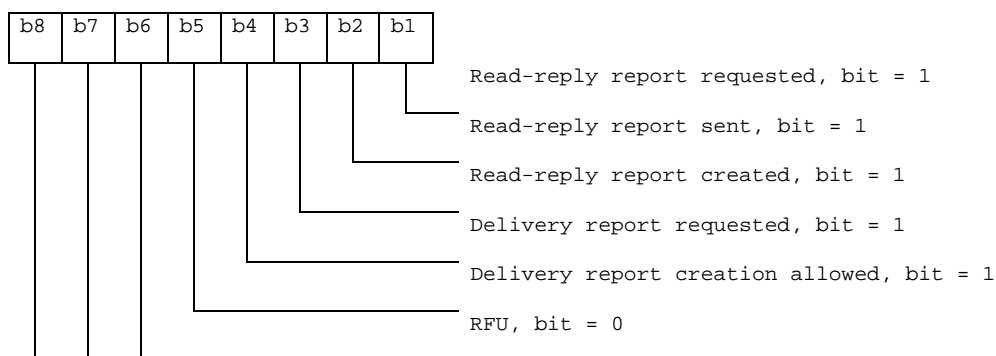 b8 b7 b6 b5 b4 b3 b2 b1
Read-reply report requested, bit = 1
Read-reply report sent, bit = 1
Read-reply report created, bit = 1
Delivery report requested, bit = 1
Delivery report creation allowed, bit = 1
RFU, bit = 0